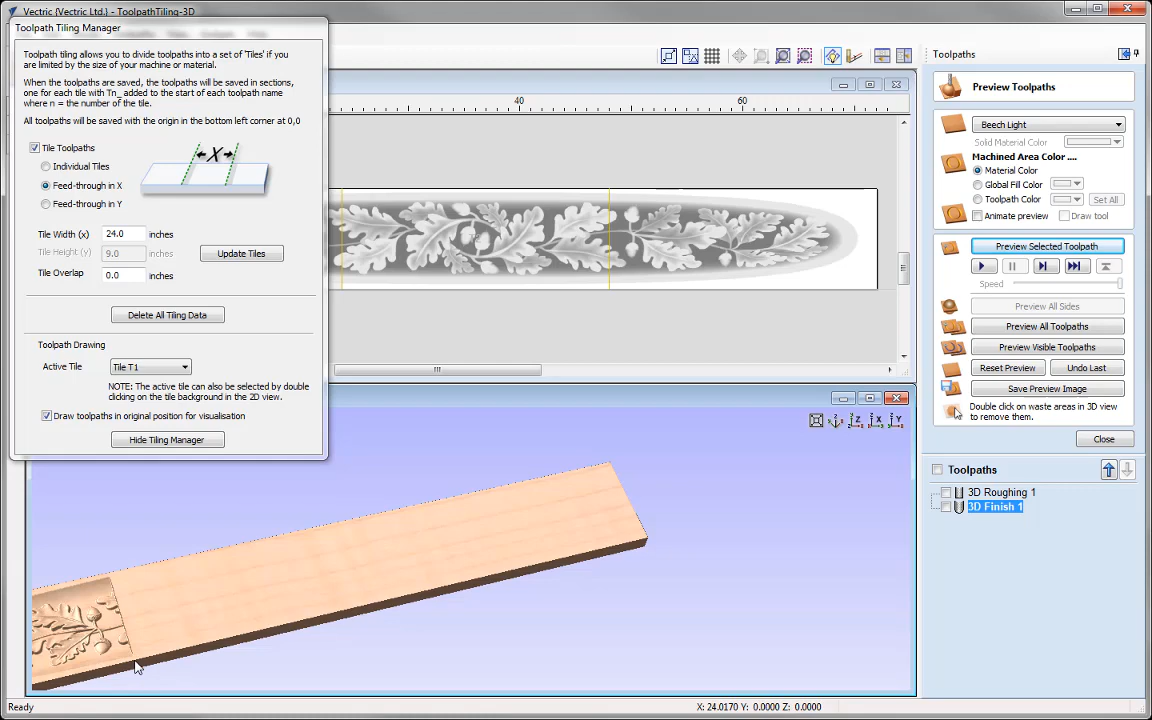 Vectric {Vectric Ltd.} - ToolpathTiling-3D
Toolpath Tiling Manager
Toolpath tiling allows you to divide toolpaths into a set of 'Tiles' if you
are limited by the size of your machine or material.
When the toolpaths are saved, the toolpaths will be saved in sections,
one for each tile with Tn_ added to the start of each toolpath name
where n = the number of the tile.
All toolpaths will be saved with the origin in the bottom left corner at 0,0
Tile Toolpaths
X
Individual Tiles
Feed-through in X
Feed-through in Y
Tile Width (x) 24.0 inches
Tile Height (y) 9.0 inches
Update Tiles
Tile Overlap 0.0 inches
Delete All Tiling Data
Toolpath Drawing
Active Tile Tile T1
NOTE: The active tile can also be selected by double
clicking on the tile background in the 2D view.
Draw toolpaths in original position for visualisation
Hide Tiling Manager
40 60
Z X Y
Toolpaths
Preview Toolpaths
Beech Light
Solid Material Color
Machined Area Color ....
Material Color
Global Fill Color
Toolpath Color Set All
Animate preview Draw tool
Preview Selected Toolpath
Speed
Preview All Sides
Preview All Toolpaths
Preview Visible Toolpaths
Reset Preview Undo Last
Save Preview Image
Double click on waste areas in 3D view
to remove them.
Close
Toolpaths
3D Roughing 1
3D Finish 1
Ready
X: 24.0170 Y: 0.0000 Z: 0.0000